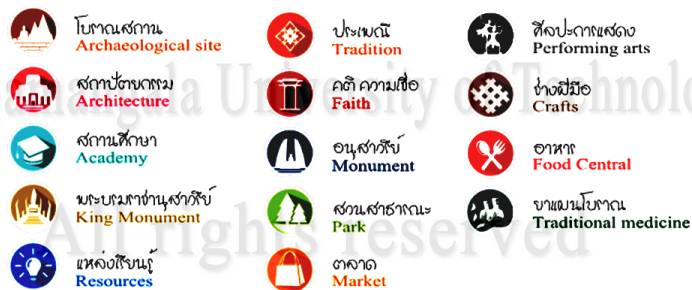 โบราณสถาน
Archaeological site
ประเพณี
Tradition
ศิลปะการแสดง
Performing arts
สถาปัตยกรรม
Architecture
คติ ความเชื่อ
Faith
ช่างฝีมือ
Crafts
สถานศึกษา
Academy
อนุสาวรีย์
Monument
อาหาร
Food Central
พระบรมราชานุสาวรีย์
King Monument
สวนสาธารณะ
Park
ยาแผนโบราณ
Traditional medicine
แหล่งเรียนรู้
Resources
ตลาด
Market
University of Technolo
All rights reserved